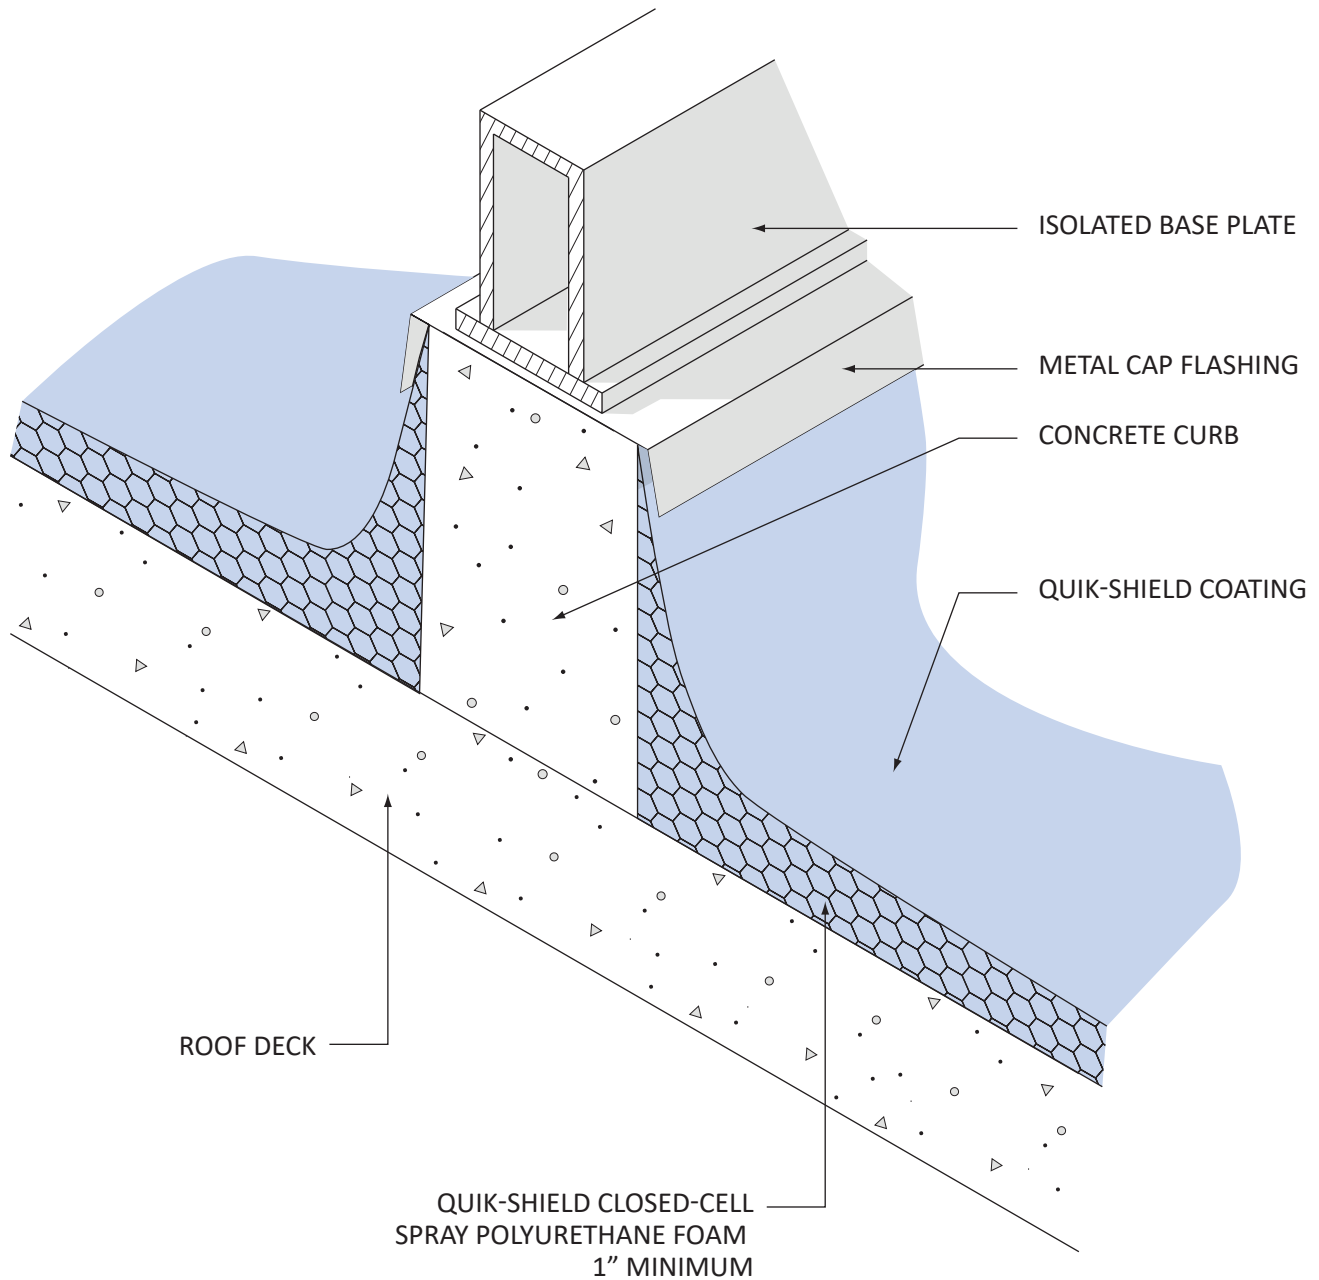 ISOLATED BASE PLATE
METAL CAP FLASHING
CONCRETE CURB
QUIK-SHIELD COATING
ROOF DECK
QUIK-SHIELD CLOSED-CELL
SPRAY POLYURETHANE FOAM
1” MINIMUM